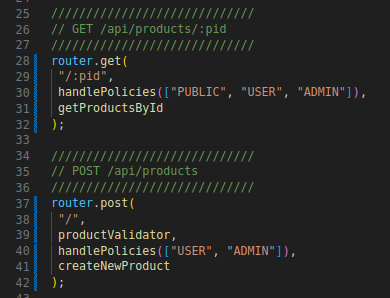 25 /////////////////////////////
26 // GET /api/products/:pid
27 /////////////////////////////
28 router.get(
29 "/:pid",
30 handlePolicies(["PUBLIC", "USER", "ADMIN"]),
31 getProductsById
32 );
33
34 /////////////////////////////
35 // POST /api/products
36 /////////////////////////////
37 router.post(
38 "/",
39 productValidator,
40 handlePolicies(["USER", "ADMIN"]),
41 createNewProduct
42 );